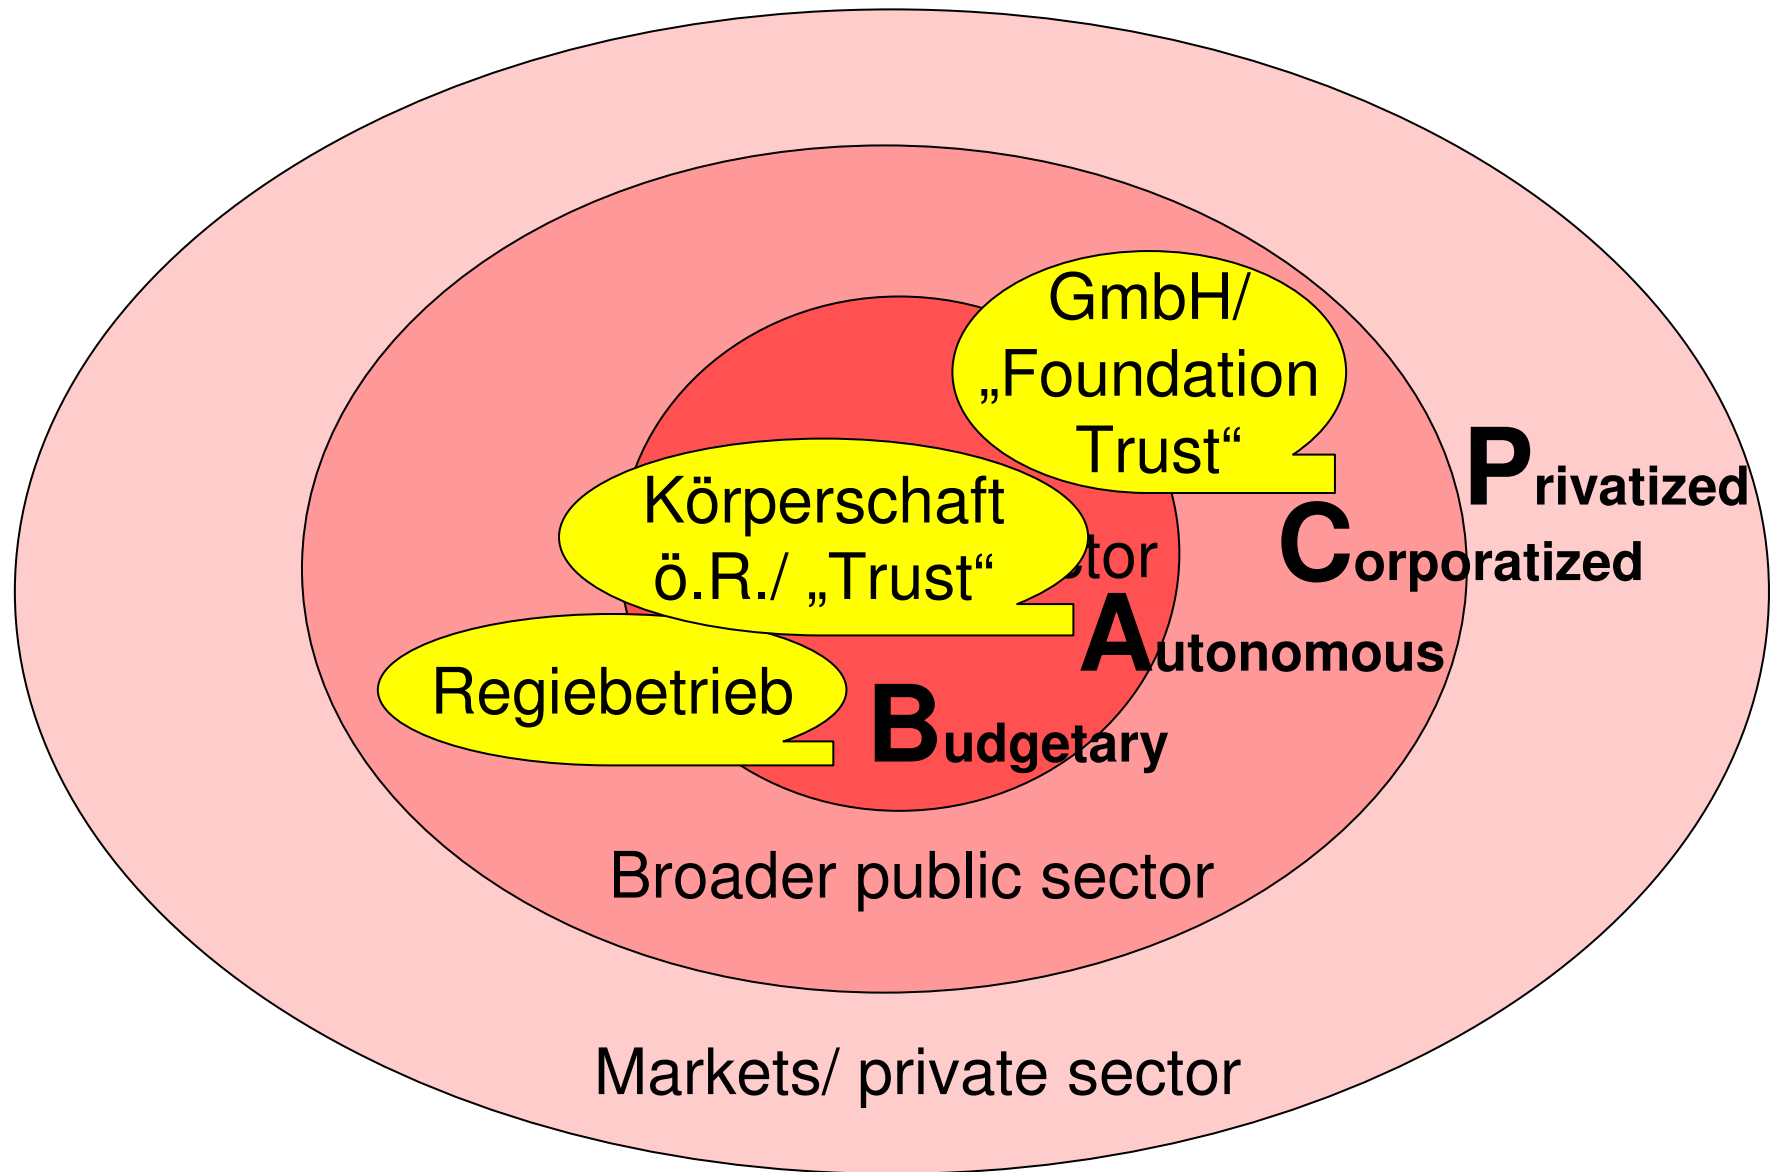 GmbH/
„Foundation
Trust“
Privatized
Körperschaft
ö.R./ „Trust“
Corporatized
Autonomous
Regiebetrieb
Budgetary
Broader public sector
Markets/ private sector